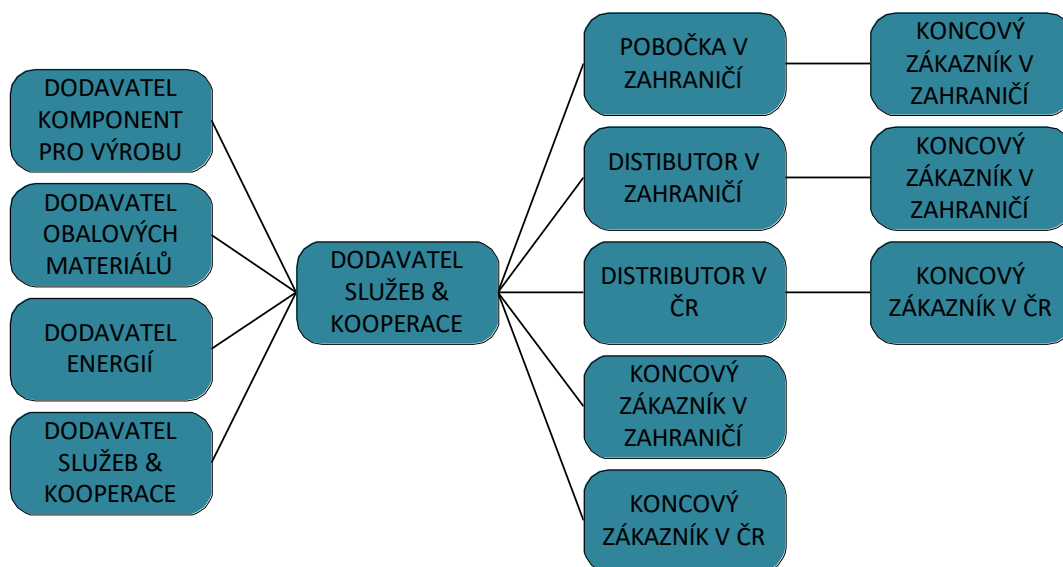 DODAVATEL
KOMPONENT
PRO VÝROBU
DODAVATEL
OBALOVÝCH
MATERIÁLŮ
DODAVATEL
ENERGIÍ
DODAVATEL
SLUŽEB &
KOOPERACE
DODAVATEL
SLUŽEB &
KOOPERACE
POBOČKA V
ZAHRANIČÍ
DISTIBUTOR V
ZAHRANIČÍ
DISTRIBUTOR V
ČR
KONCOVÝ
ZÁKAZNÍK V
ZAHRANIČÍ
KONCOVÝ
ZÁKAZNÍK V ČR
KONCOVÝ
ZÁKAZNÍK V
ZAHRANIČÍ
KONCOVÝ
ZÁKAZNÍK V
ZAHRANIČÍ
KONCOVÝ
ZÁKAZNÍK V ČR